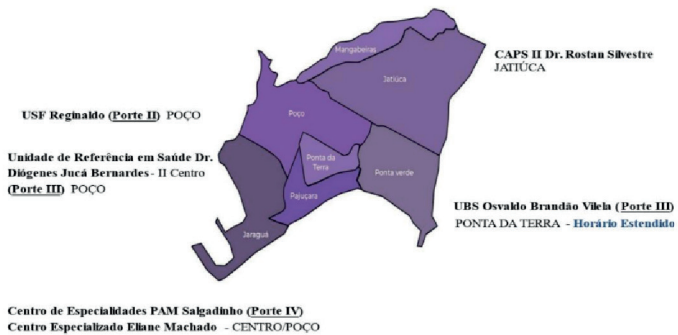 Mangabeiras
CAPS II Dr. Rostan Silvestre
JATIÚCA
Jatiúca
USF Reginaldo (Porte II) POÇO
Poço
Unidade de Referência em Saúde Dr.
Diógenes Jucá Bernardes - II Centro
(Porte III) POÇO
Ponta da
Terra
Ponta verde
Pajuçara
UBS Osvaldo Brandão Vilela (Porte III)
PONTA DA TERRA - Horário Estendido
Jaraguá
Centro de Especialidades PAM Salgadinho (Porte IV)
Centro Especializado Eliane Machado - CENTRO/POÇO